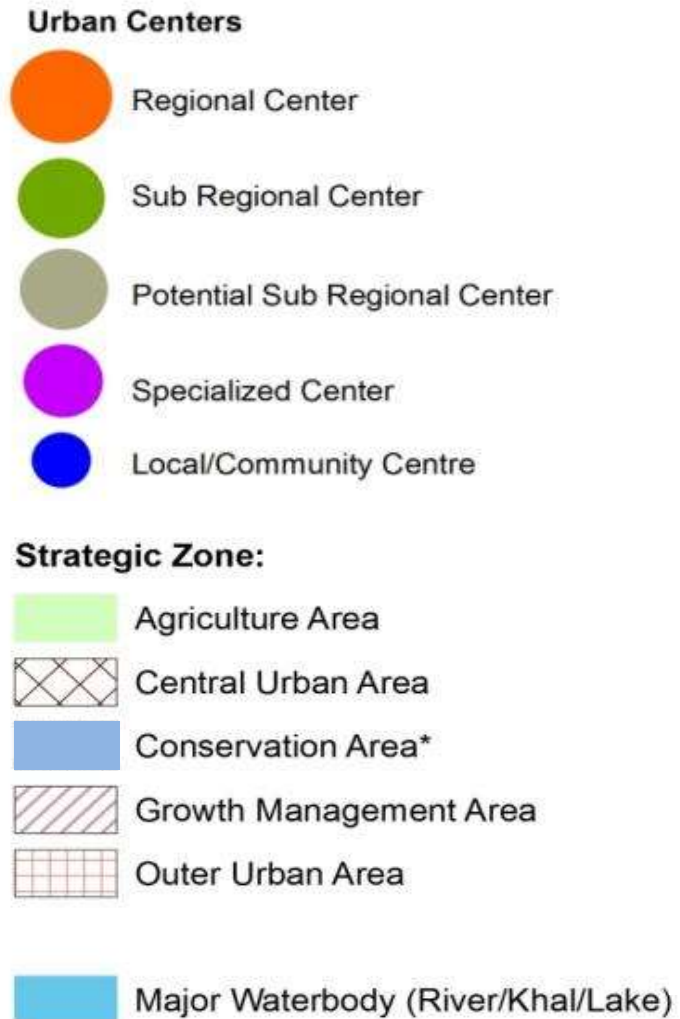 Urban Centers
Regional Center
Sub Regional Center
Potential Sub Regional Center
Specialized Center
Local/Community Centre
Strategic Zone:
Agriculture Area
Central Urban Area
Conservation Area*
Growth Management Area
Outer Urban Area
Major Waterbody (River/Khal/Lake)